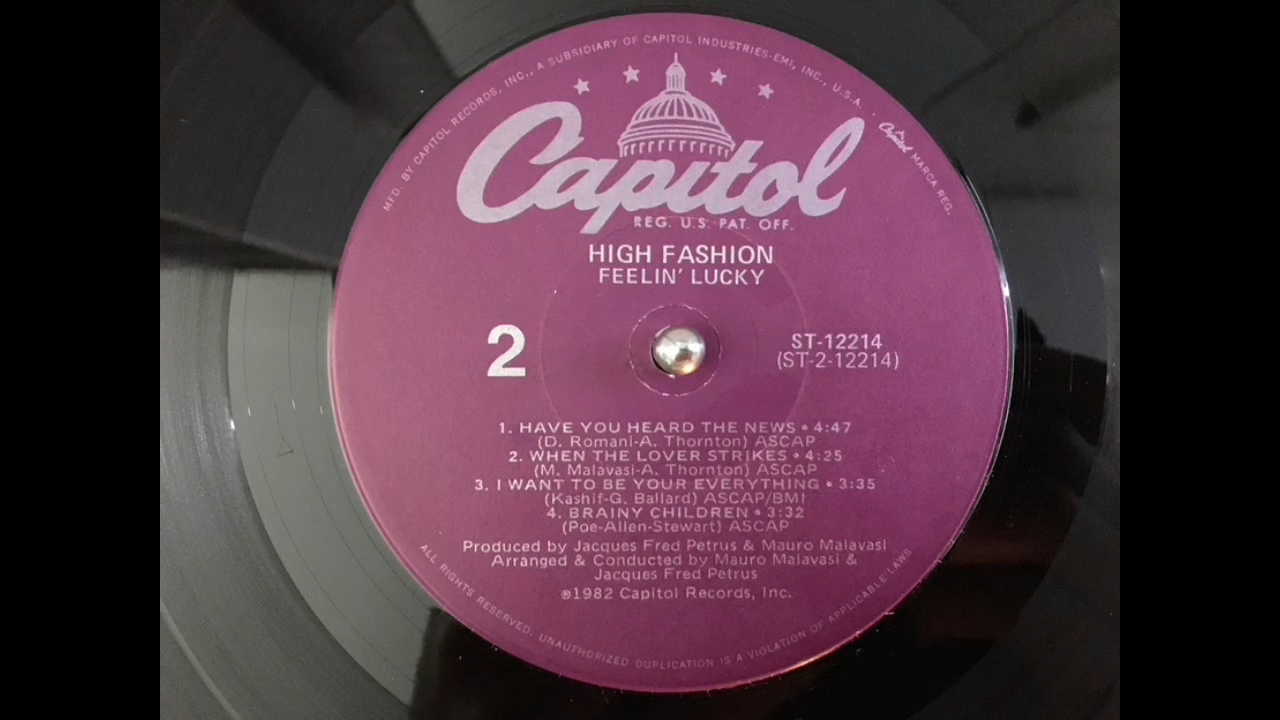 MFD. BY CAPITOL RECORDS, INC., A SUBSIDIARY OF CAPITOL INDUSTRIES-EMI, INC., U.S.A. • Capitol MARCA REG.
Capitol
REG. U.S. PAT. OFF.
HIGH FASHION
FEELIN' LUCKY
2
ST-12214
(ST-2-12214)
1. HAVE YOU HEARD THE NEWS • 4:47
(D. Romani-A. Thornton) ASCAP
2. WHEN THE LOVER STRIKES • 4:25
(M. Malavasi-A. Thornton) ASCAP
3. I WANT TO BE YOUR EVERYTHING • 3:35
(Kashif-G. Ballard) ASCAP/BMI
4. BRAINY CHILDREN • 3:32
(Poe-Allen-Stewart) ASCAP
Produced by Jacques Fred Petrus & Mauro Malavasi
Arranged & Conducted by Mauro Malavasi &
Jacques Fred Petrus
℗1982 Capitol Records, Inc.
ALL RIGHTS RESERVED. UNAUTHORIZED DUPLICATION IS A VIOLATION OF APPLICABLE LAWS